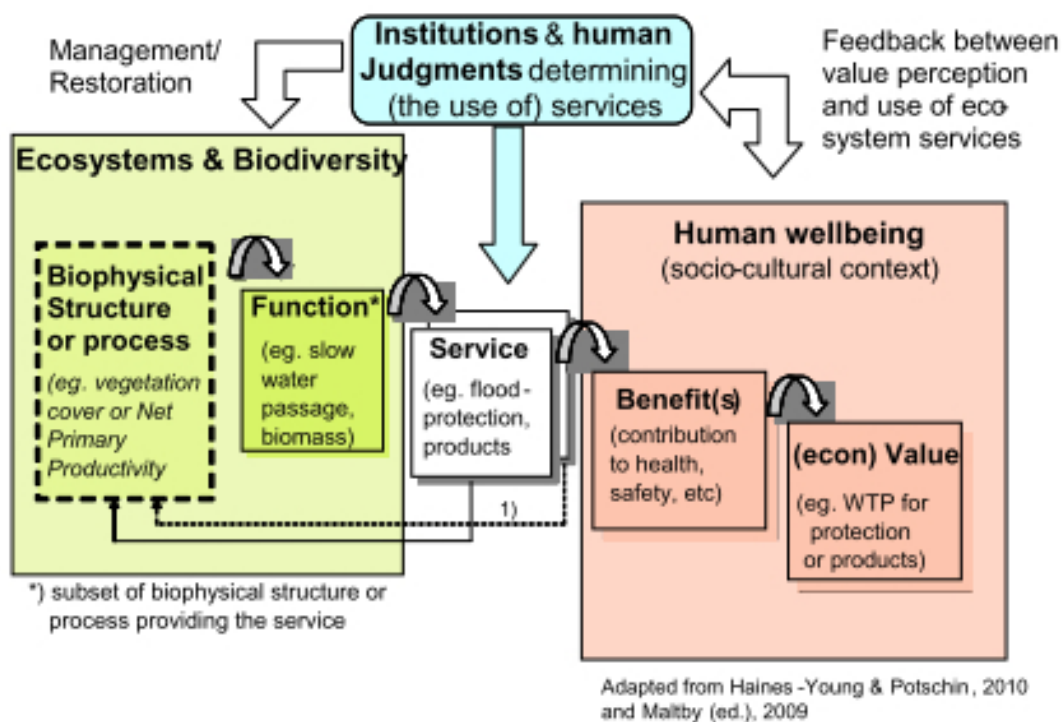 Management/
Restoration
Institutions & human
Judgments determining
(the use of) services
Feedback between
value perception
and use of eco-
system services
Ecosystems & Biodiversity
Biophysical
Structure
or process
(eg. vegetation
cover or Net
Primary
Productivity
Function*
(eg. slow
water
passage,
biomass)
Service
(eg. flood-
protection,
products
1)
Human wellbeing
(socio-cultural context)
Benefit(s)
(contribution
to health,
safety, etc)
(econ) Value
(eg. WTP for
protection
or products)
*) subset of biophysical structure or
process providing the service
Adapted from Haines-Young & Potschin, 2010
and Maltby (ed.), 2009